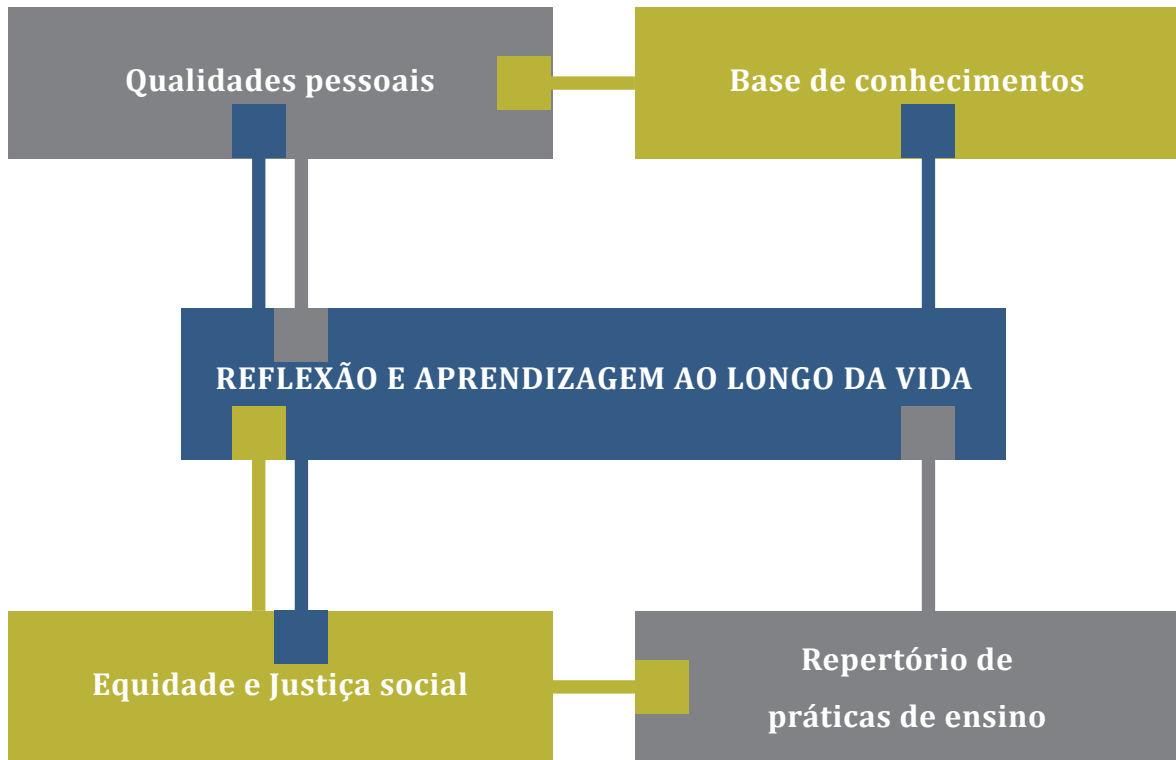 Qualidades pessoais
Base de conhecimentos
REFLEXÃO E APRENDIZAGEM AO LONGO DA VIDA
Equidade e Justiça social
Repertório de
práticas de ensino